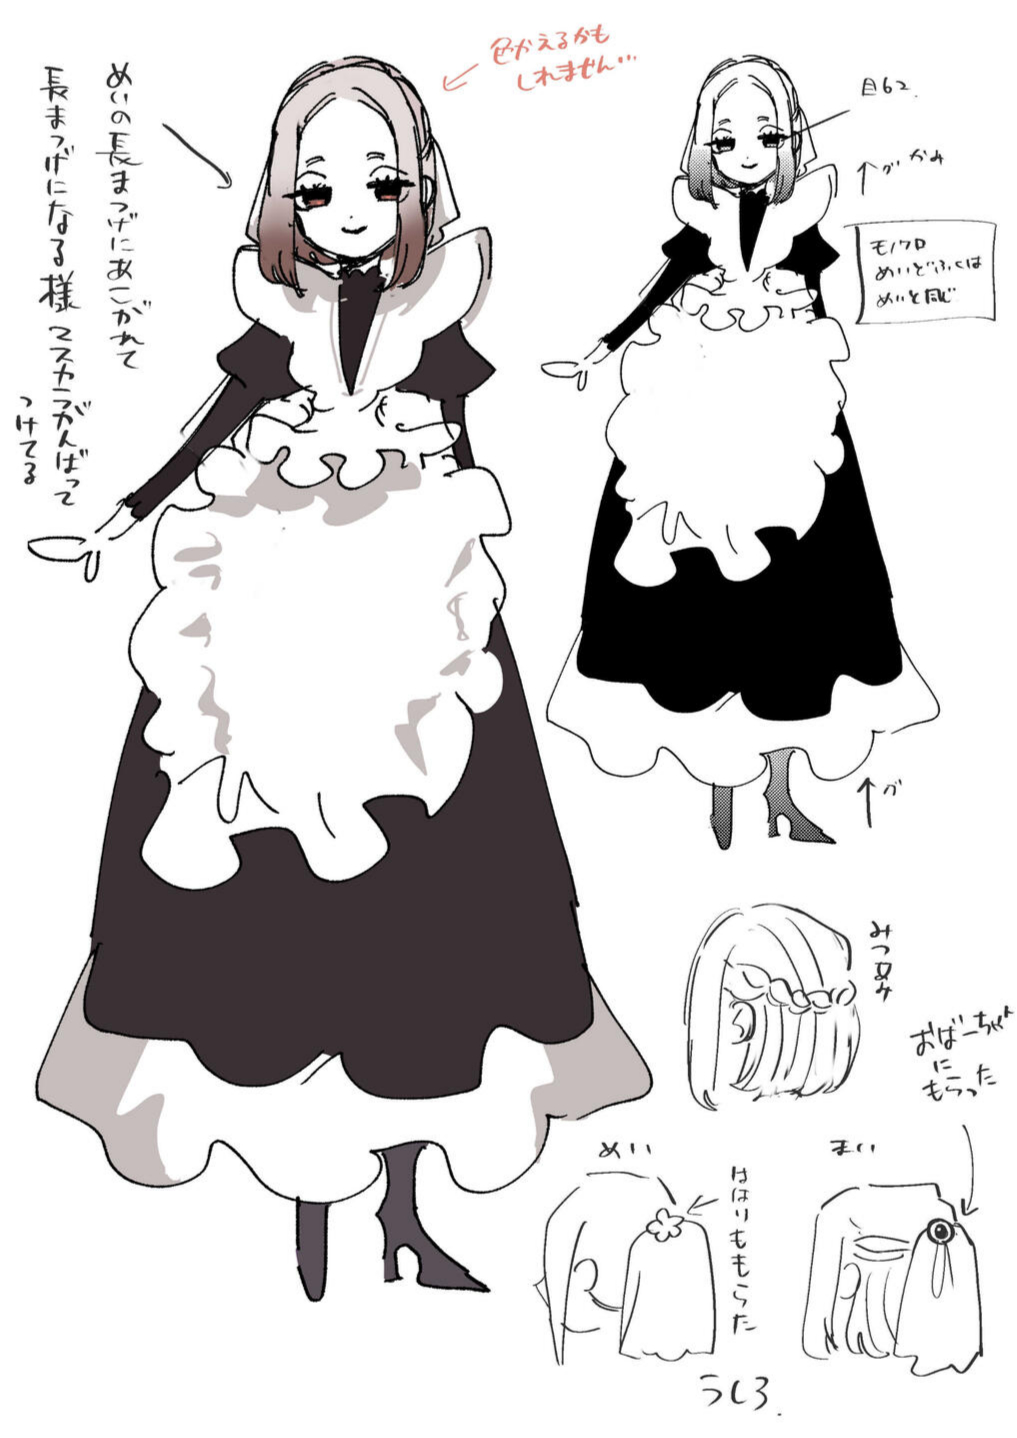 色かえるかも
しれません…
めいの長まつげにあこがれて
長まつげになる様マスカラがんばって
つけてる
目62.
↑グ かみ
モノクロ
めいどふくは
めいと同じ
↑グ
みつあみ
おばーちゃん
に
もらった
めい
ははりももらった
まい
うしろ.